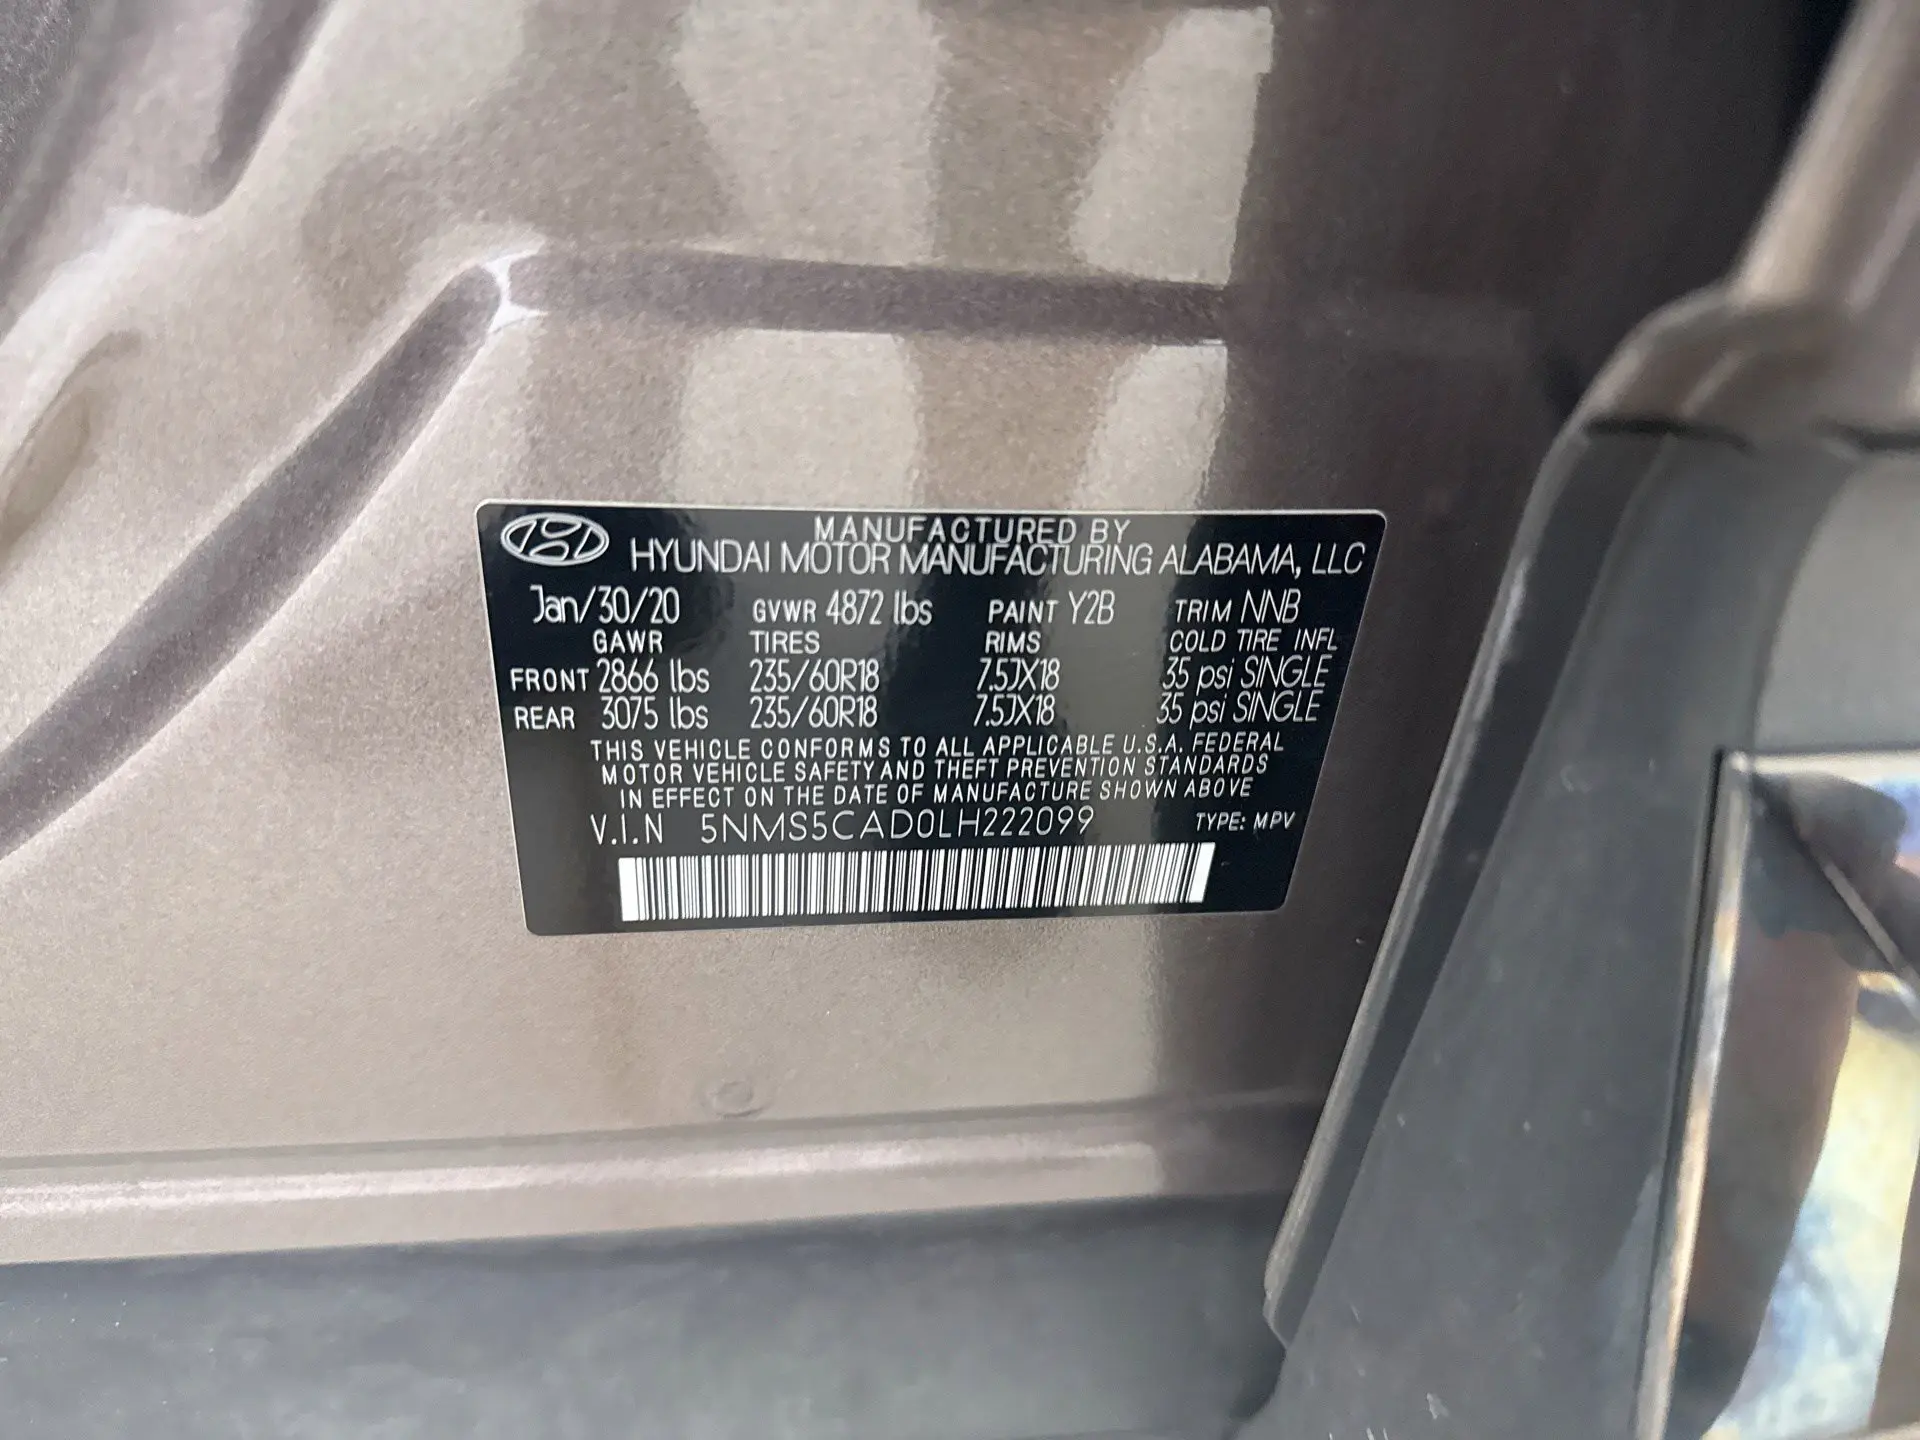 MANUFACTURED BY
HYUNDAI MOTOR MANUFACTURING ALABAMA, LLC
Jan/30/20 GVWR 4872 lbs PAINT Y2B TRIM NNB
GAWR TIRES RIMS COLD TIRE INFL
FRONT 2866 lbs 235/60R18 7.5JX18 35 psi SINGLE
REAR 3075 lbs 235/60R18 7.5JX18 35 psi SINGLE
THIS VEHICLE CONFORMS TO ALL APPLICABLE U.S.A. FEDERAL
MOTOR VEHICLE SAFETY AND THEFT PREVENTION STANDARDS
IN EFFECT ON THE DATE OF MANUFACTURE SHOWN ABOVE
V.I.N 5NMS5CAD0LH222099 TYPE: MPV